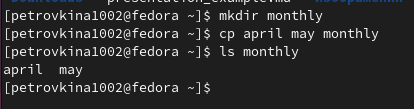 [petrovkina1002@fedora ~]$ mkdir monthly
[petrovkina1002@fedora ~]$ cp april may monthly
[petrovkina1002@fedora ~]$ ls monthly
april  may
[petrovkina1002@fedora ~]$